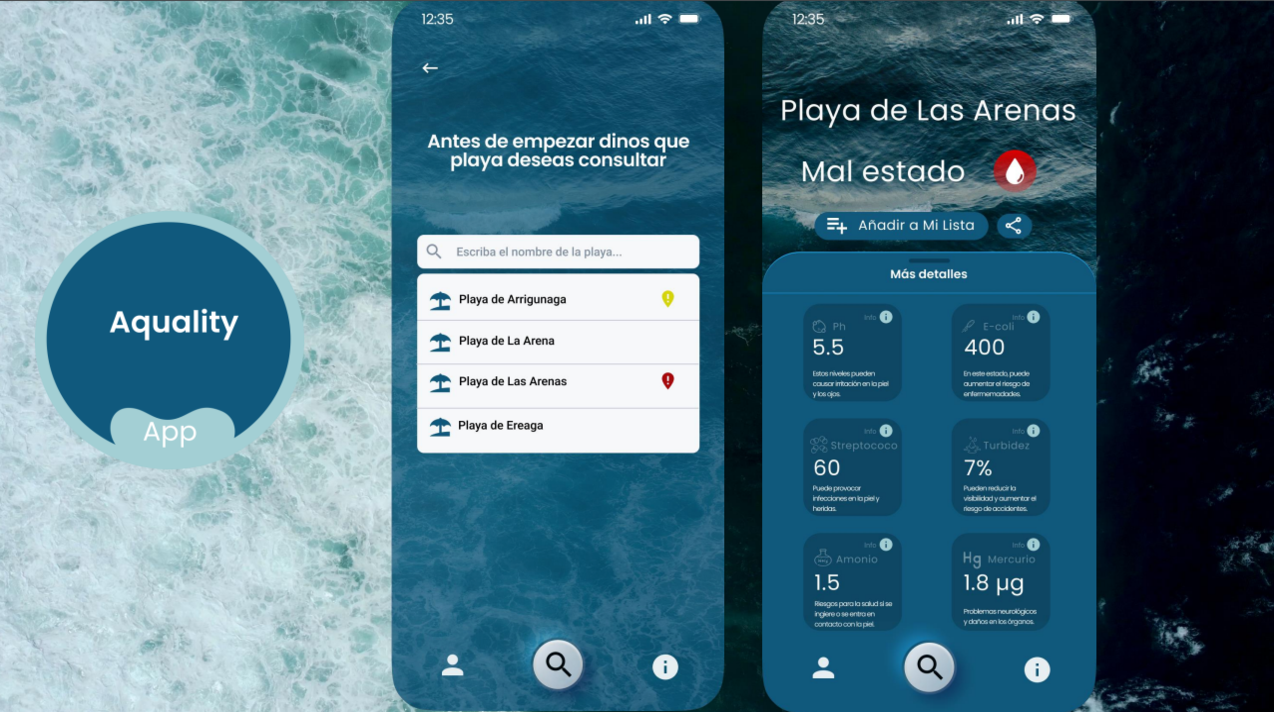 Aquality
App
12:35
Antes de empezar dinos que
playa deseas consultar
Escriba el nombre de la playa...
Playa de Arrigunaga
Playa de La Arena
Playa de Las Arenas
Playa de Ereaga
12:35
Playa de Las Arenas
Mal estado
Añadir a Mi Lista
Más detalles
Info
Ph
5.5
Estos niveles pueden
causar irritación en la piel
y los ojos.
Info
E-coli
400
En este estado, puede
aumentar el riesgo de
enfermemadades.
Info
Streptococo
60
Puede provocar
infecciones en la piel y
heridas.
Info
Turbidez
7%
Pueden reducir la
visibilidad y aumentar el
riesgo de accidentes.
Info
Amonio
1.5
Riesgos para la salud si se
ingiere o se entra en
contacto con la piel.
Info
Hg Mercurio
1.8 µg
Problemas neurológicos
y daños en los órganos.